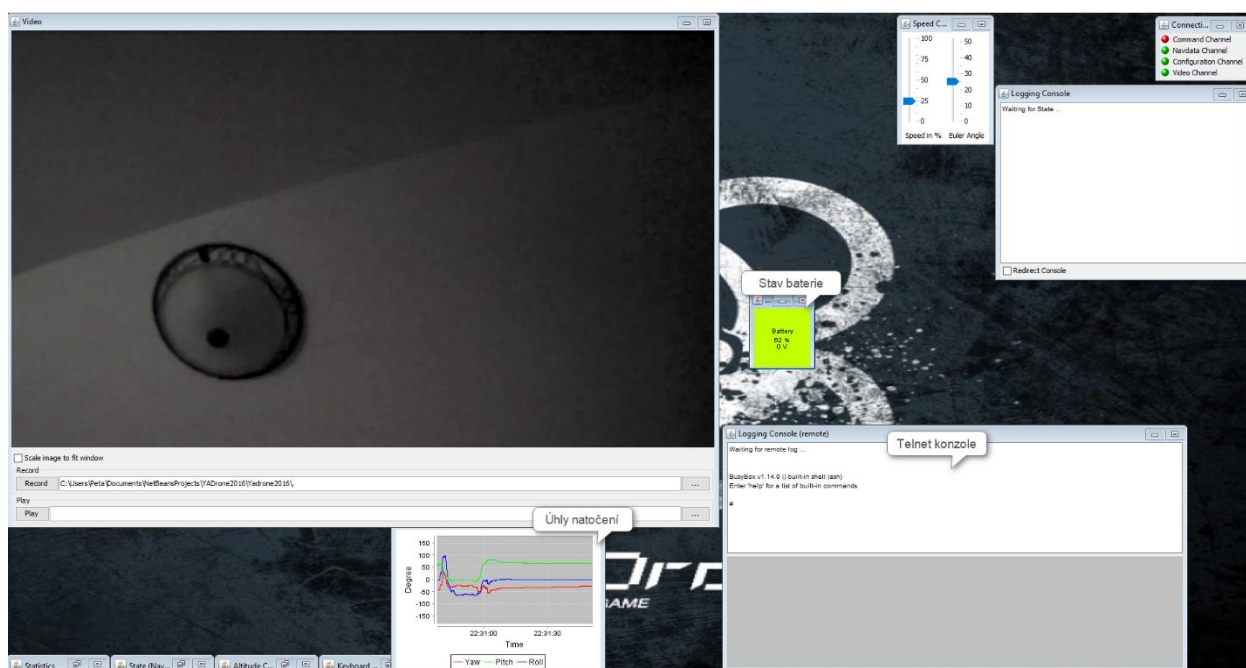 Video
Scale image to fit window
Record
Record C:\Users\Peta\Documents\NetBeansProjects\YADrone2016\Yadrone2016\. ...
Play
Play ...
Speed C...
100 50
75 40
50 30
25 20
0 10
0
Speed in % Euler Angle
Connecti...
Command Channel
Navdata Channel
Configuration Channel
Video Channel
Logging Console
Waiting for State ...
Redirect Console
Stav baterie
...
Battery
62 %
0 V
Logging Console (remote)
Telnet konzole
Waiting for remote log ...
BusyBox v1.14.0 () built-in shell (ash)
Enter 'help' for a list of built-in commands
#
Úhly natočení
150
100
50
0
-50
-100
-150
Degree
22:31:00 22:31:30
Time
Yaw Pitch Roll
GAME
Statistics
State (Nav...
Altitude C...
Keyboard ...